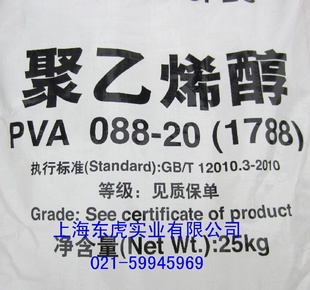 聚乙烯醇
PVA 088-20 (1788)
执行标准(Standard):GB/T 12010.3-2010
等级: 见质保单
Grade: See certificate of product
上海东虎实业有限公司
净含量(Net Wt.):25kg
021-59945969